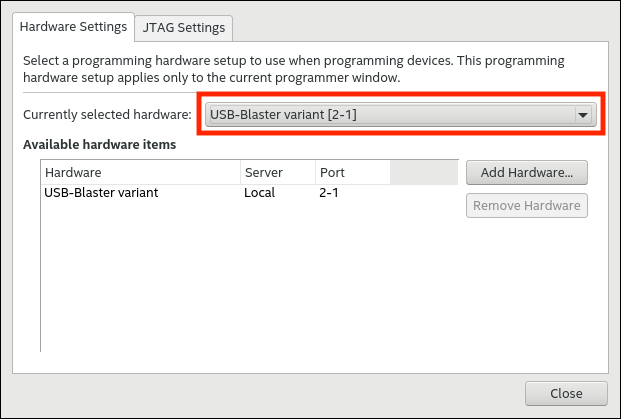 Hardware Settings
JTAG Settings
Select a programming hardware setup to use when programming devices. This programming
hardware setup applies only to the current programmer window.
Currently selected hardware:
USB-Blaster variant [2-1]
Available hardware items
Hardware
Server
Port
Add Hardware...
USB-Blaster variant
Local
2-1
Remove Hardware
Close